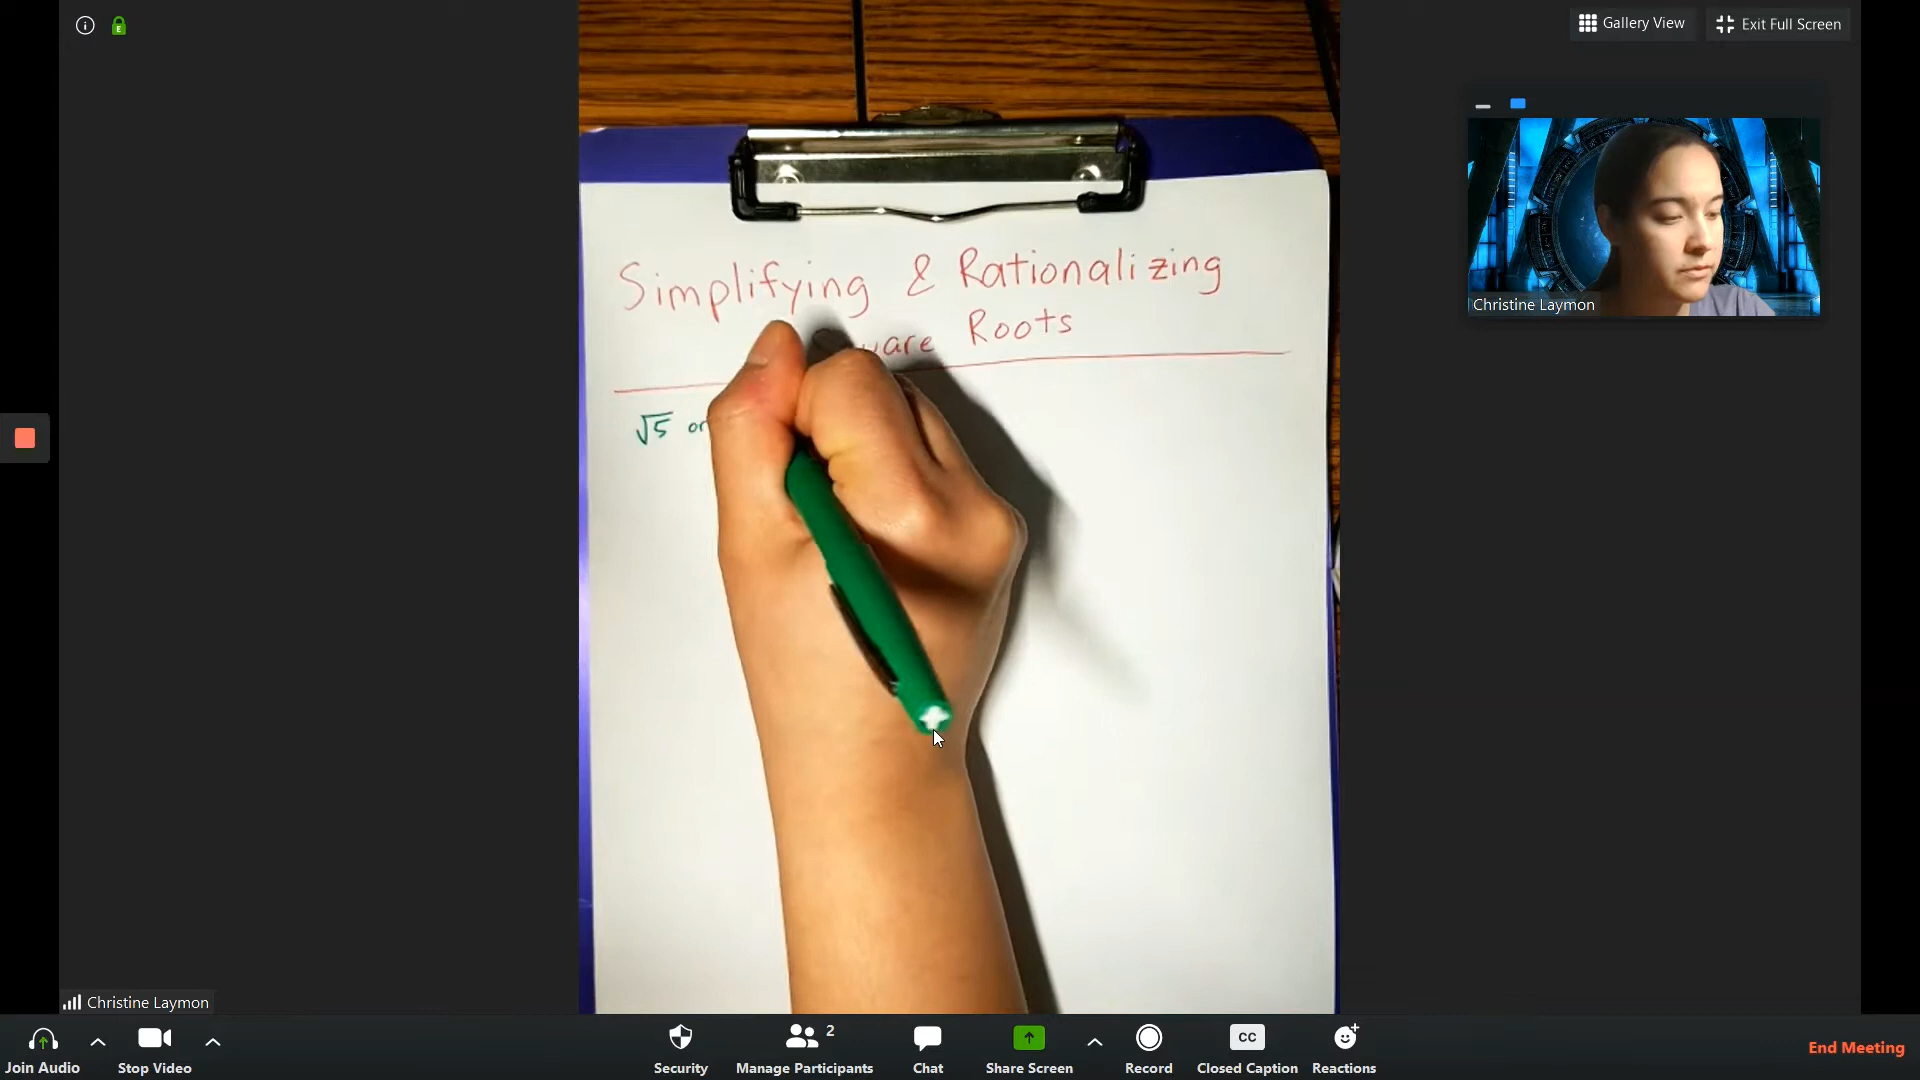 Gallery View
Exit Full Screen
Christine Laymon
Simplifying & Rationalizing
Roots
√5 or
Christine Laymon
Join Audio
Stop Video
Security
Manage Participants
2
Chat
Share Screen
Record
CC
Closed Caption
Reactions
End Meeting